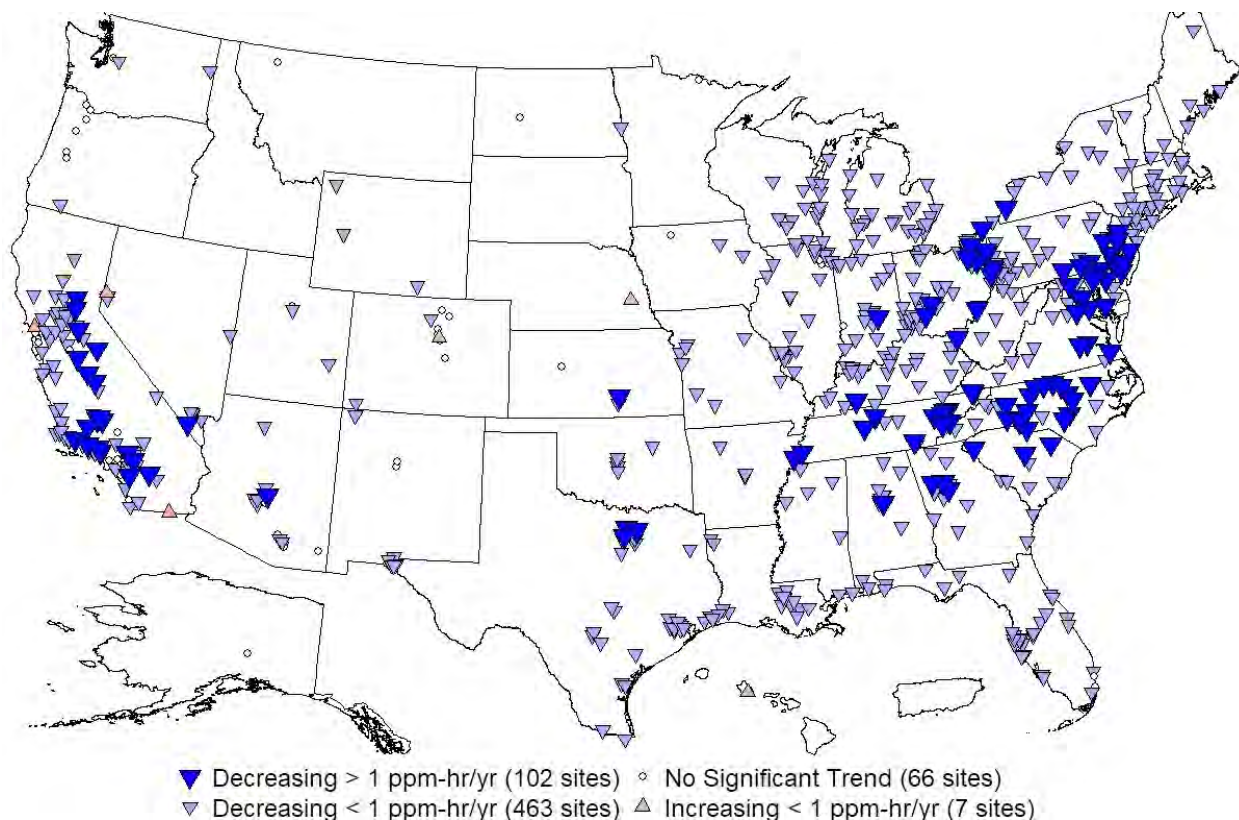 Decreasing > 1 ppm-hr/yr (102 sites) No Significant Trend (66 sites)
Decreasing < 1 ppm-hr/yr (463 sites) Increasing < 1 ppm-hr/yr (7 sites)